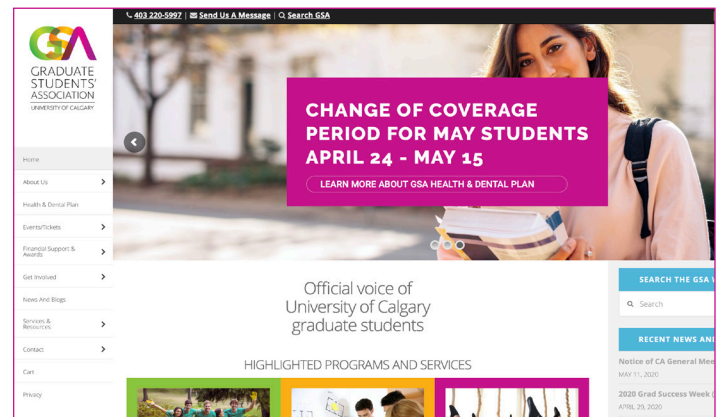 403 220-5997 | Send Us A Message | Search GSA
GSA
GRADUATE
STUDENTS'
ASSOCIATION
UNIVERSITY OF CALGARY
Home
About Us
Health & Dental Plan
Events/Tickets
Financial Support &
Awards
Get Involved
News And Blogs
Services &
Resources
Contact
Cart
Privacy
CHANGE OF COVERAGE
PERIOD FOR MAY STUDENTS
APRIL 24 - MAY 15
LEARN MORE ABOUT GSA HEALTH & DENTAL PLAN
Official voice of
University of Calgary
graduate students
HIGHLIGHTED PROGRAMS AND SERVICES
SEARCH THE GSA
Search
RECENT NEWS AN
Notice of CA General Mee
MAY 11, 2020
2020 Grad Success Week (
APRIL 29, 2020